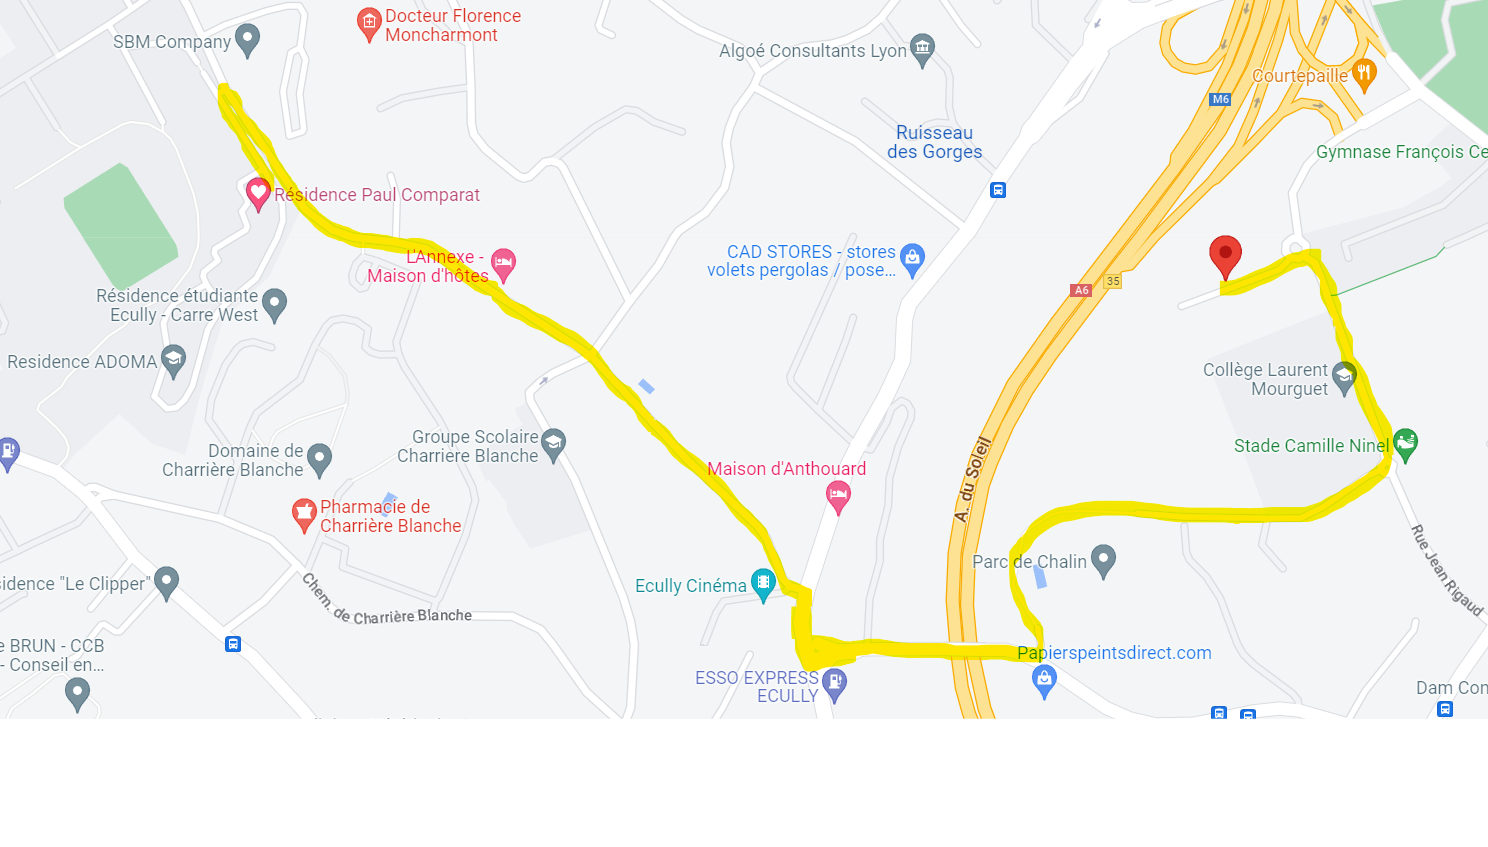 Docteur Florence
Moncharmont
SBM Company
Algoé Consultants Lyon
Courtepaille
M6
Ruisseau
des Gorges
Gymnase François Ce
Résidence Paul Comparat
L'Annexe -
Maison d'hôtes
CAD STORES - stores
volets pergolas / pose...
A6
35
Résidence étudiante
Ecully - Carre West
Residence ADOMA
Collège Laurent
Mourguet
Groupe Scolaire
Charrière Blanche
Domaine de
Charrière Blanche
Stade Camille Ninel
Maison d'Anthouard
A. du Soleil
Pharmacie de
Charrière Blanche
Parc de Chalin
Rue Jean Rigaud
sidence "Le Clipper"
Chem. de Charrière Blanche
Ecully Cinéma
e BRUN - CCB
- Conseil en...
Papierspeintsdirect.com
ESSO EXPRESS
ECULLY
Dam Con